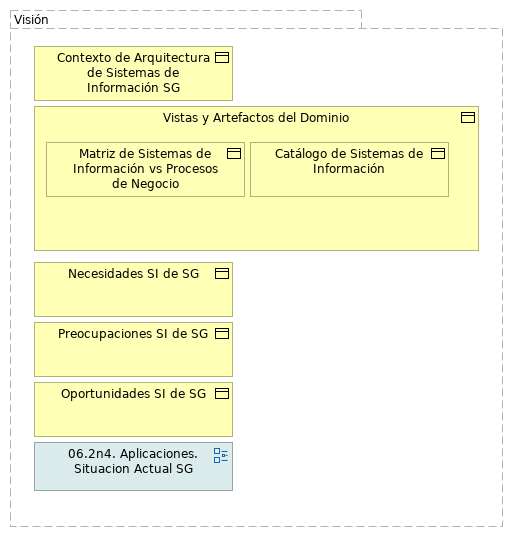 Visión
Contexto de Arquitectura
de Sistemas de
Información SG
Vistas y Artefactos del Dominio
Matriz de Sistemas de
Información vs Procesos
de Negocio
Catálogo de Sistemas de
Información
Necesidades SI de SG
Preocupaciones SI de SG
Oportunidades SI de SG
06.2n4. Aplicaciones.
Situacion Actual SG